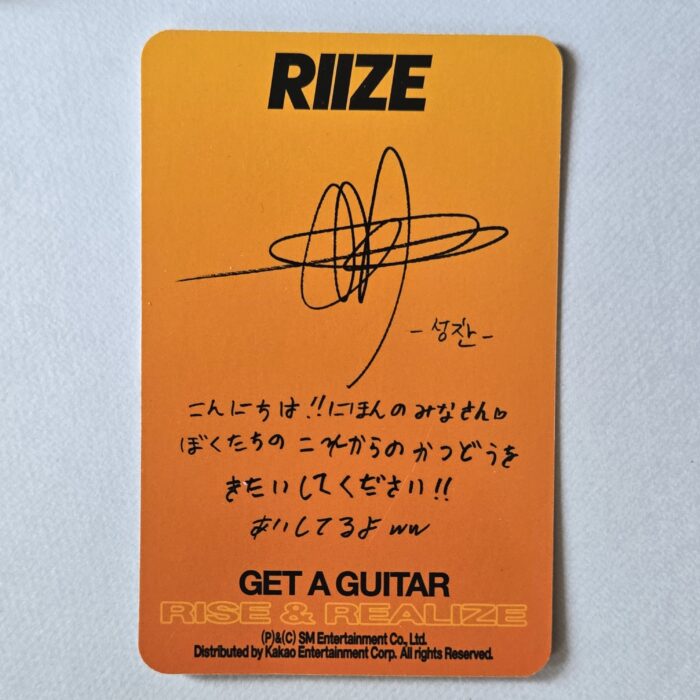 RIIZE
- 성찬 -
こんにちは!!にほんのみなさん♡
ぼくたちの これからの かつどうを
きたいしてください!!
あいしてるよ ww
GET A GUITAR
RISE & REALIZE
(P)&(C) SM Entertainment Co., Ltd.
Distributed by Kakao Entertainment Corp. All rights Reserved.